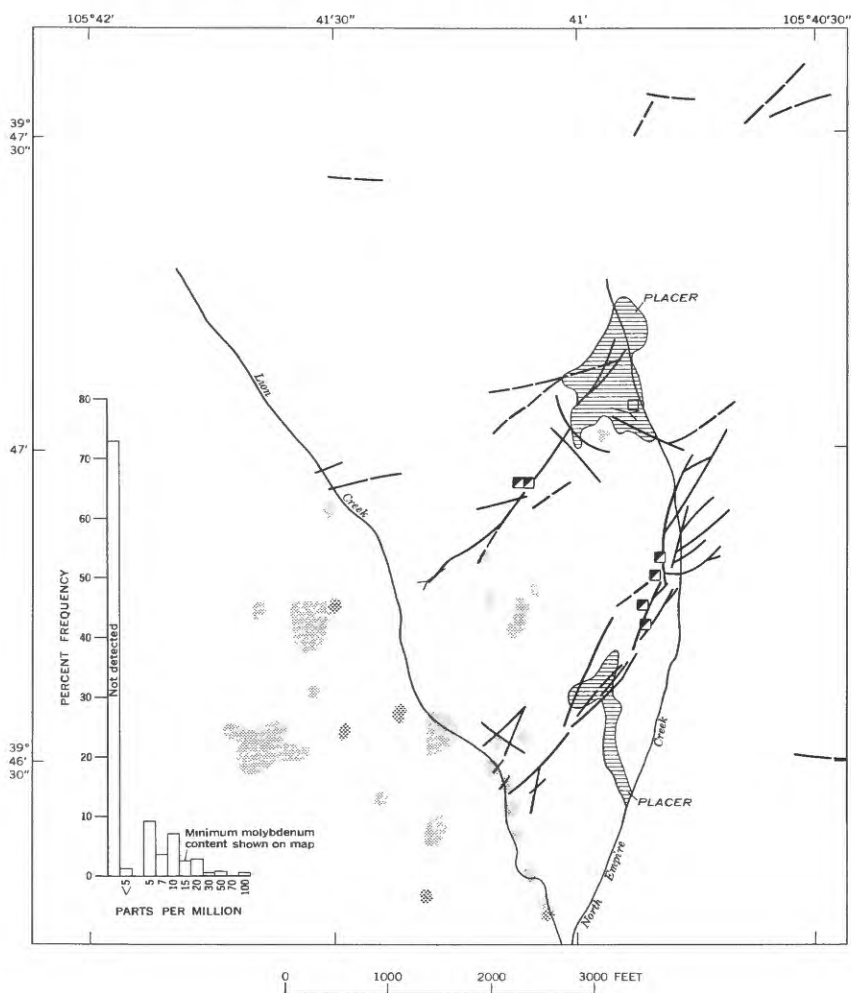 105°42' 41'30" 41' 105°40'30"
39°
47'
30"
PLACER
Lion
Creek
47'
80
70
60
50
40
30
20
10
0
PERCENT FREQUENCY
Not detected
Minimum molybdenum
content shown on map
<5 5 7 10 15 20 30 50 70 100
PARTS PER MILLION
39°
46'
30"
Creek
PLACER
Empire
North
0 1000 2000 3000 FEET